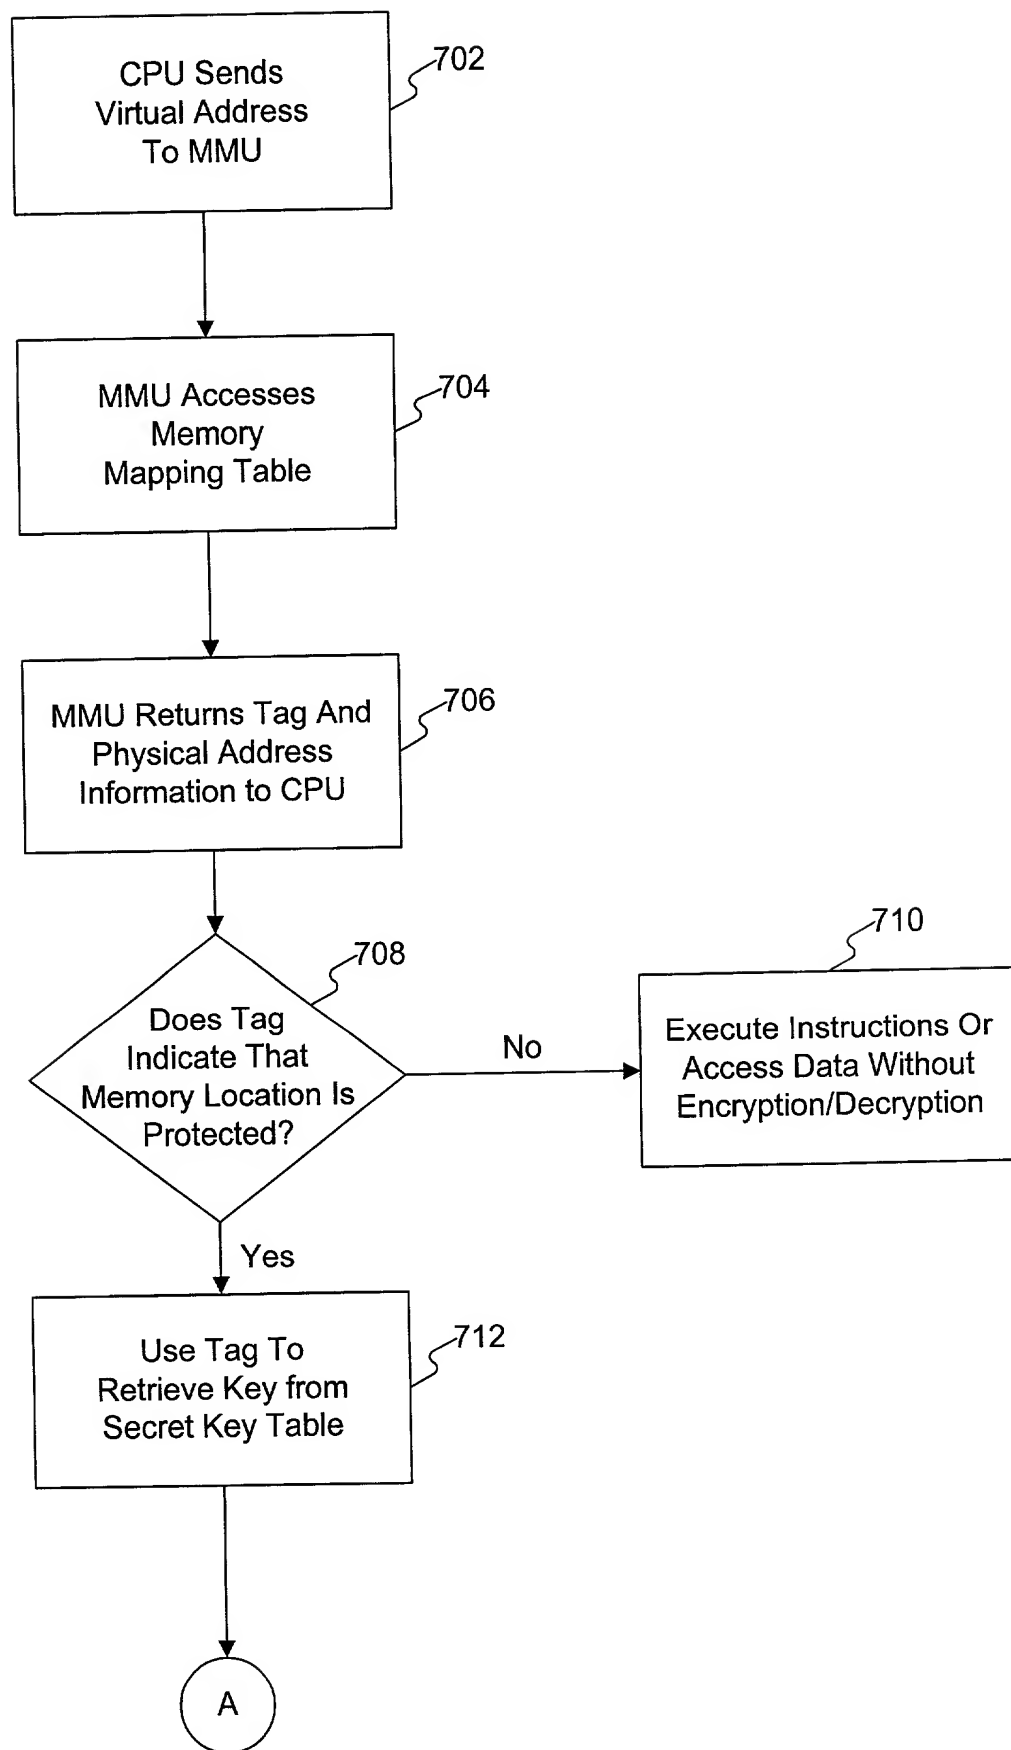 CPU Sends
Virtual Address
To MMU
702
MMU Accesses
Memory
Mapping Table
704
MMU Returns Tag And
Physical Address
Information to CPU
706
Does Tag
Indicate That
Memory Location Is
Protected?
708
No
710
Execute Instructions Or
Access Data Without
Encryption/Decryption
Yes
Use Tag To
Retrieve Key from
Secret Key Table
712
A